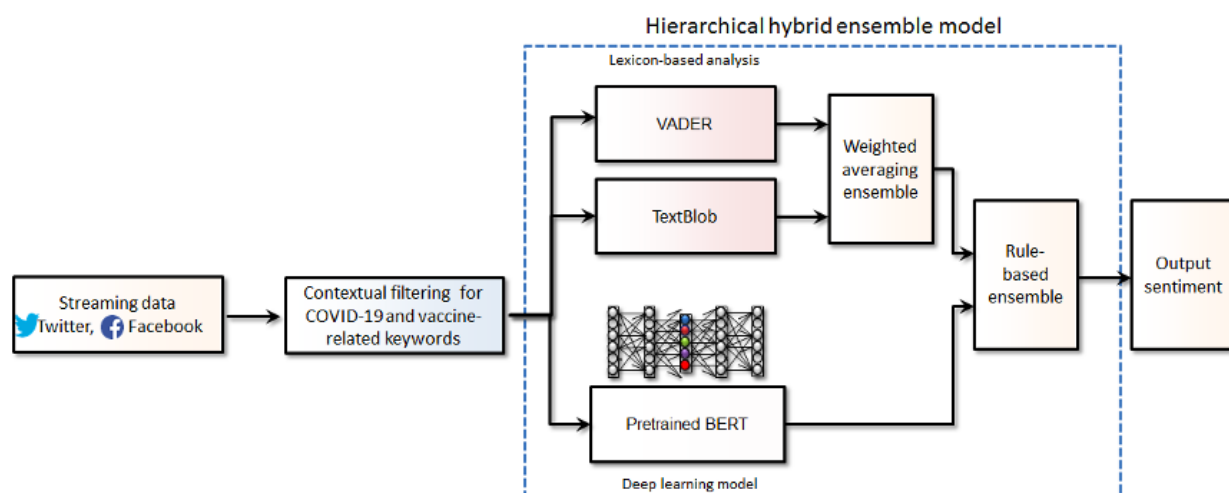 Hierarchical hybrid ensemble model
Lexicon-based analysis
VADER
TextBlob
Weighted
averaging
ensemble
Streaming data
Twitter, Facebook
Contextual filtering for
COVID-19 and vaccine-
related keywords
Pretrained BERT
Deep learning model
Rule-
based
ensemble
Output
sentiment